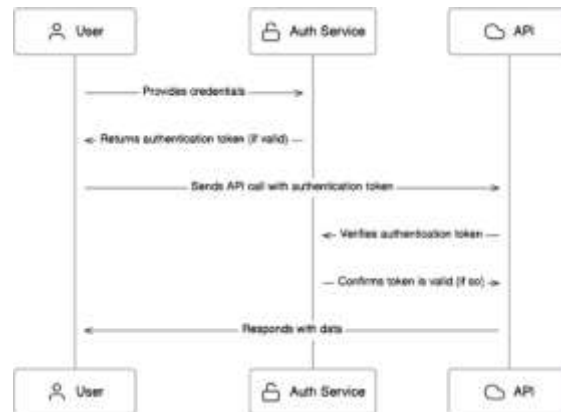 User
Auth Service
API
Provides credentials
Returns authentication token (if valid)
Sends API call with authentication token
Verifies authentication token
Confirms token is valid (if so)
Responds with data
User
Auth Service
API